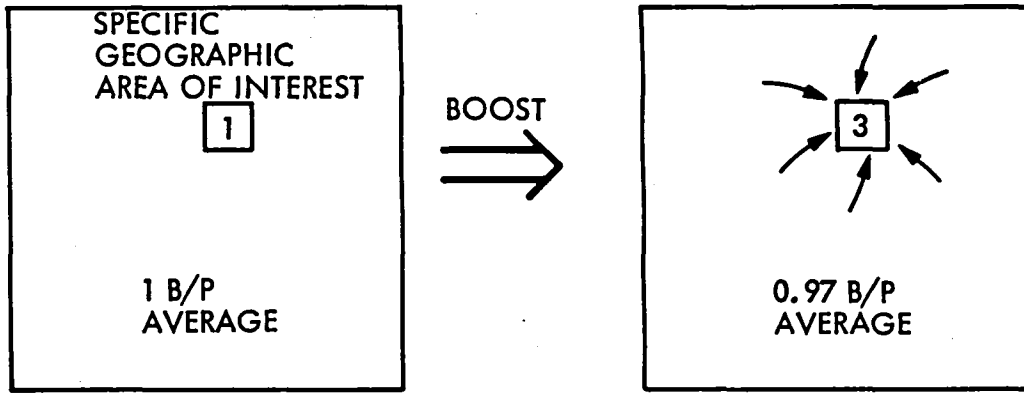 SPECIFIC
GEOGRAPHIC
AREA OF INTEREST
1
1 B/P
AVERAGE
BOOST
3
0.97 B/P
AVERAGE